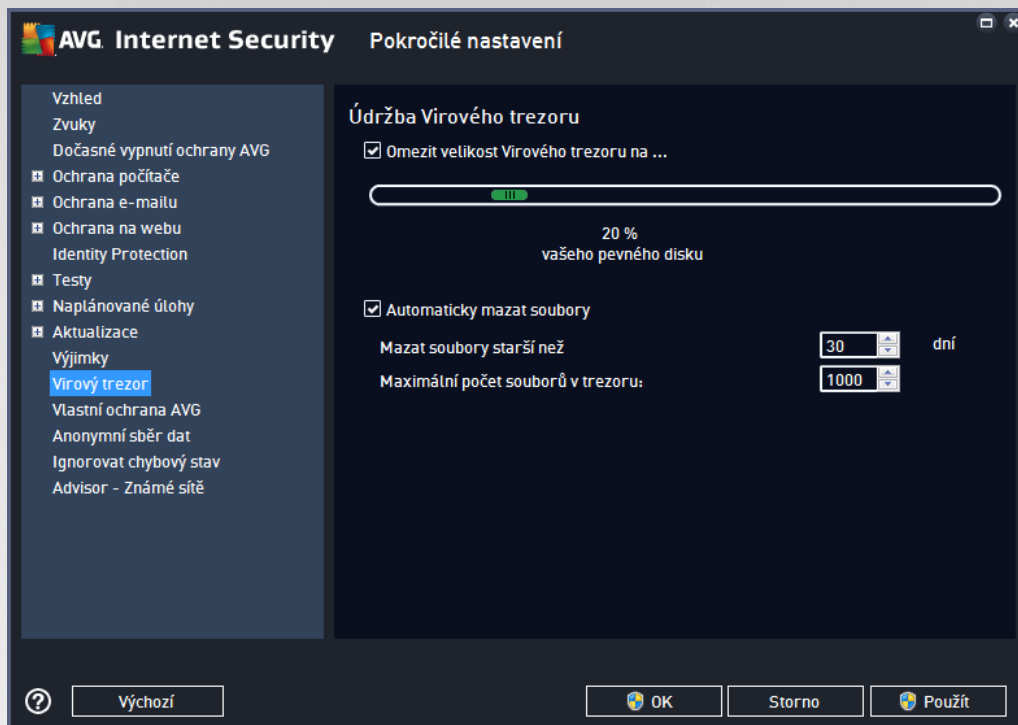 AVG Internet Security Pokročilé nastavení
Vzhled
Zvuky
Dočasné vypnutí ochrany AVG
Ochrana počítače
Ochrana e-mailu
Ochrana na webu
Identity Protection
Testy
Naplánované úlohy
Aktualizace
Výjimky
Virový trezor
Vlastní ochrana AVG
Anonymní sběr dat
Ignorovat chybový stav
Advisor - Známé sítě
Údržba Virového trezoru
Omezit velikost Virového trezoru na ...
20 %
vašeho pevného disku
Automaticky mazat soubory
Mazat soubory starší než 30 dní
Maximální počet souborů v trezoru: 1000
? Výchozí OK Storno Použít